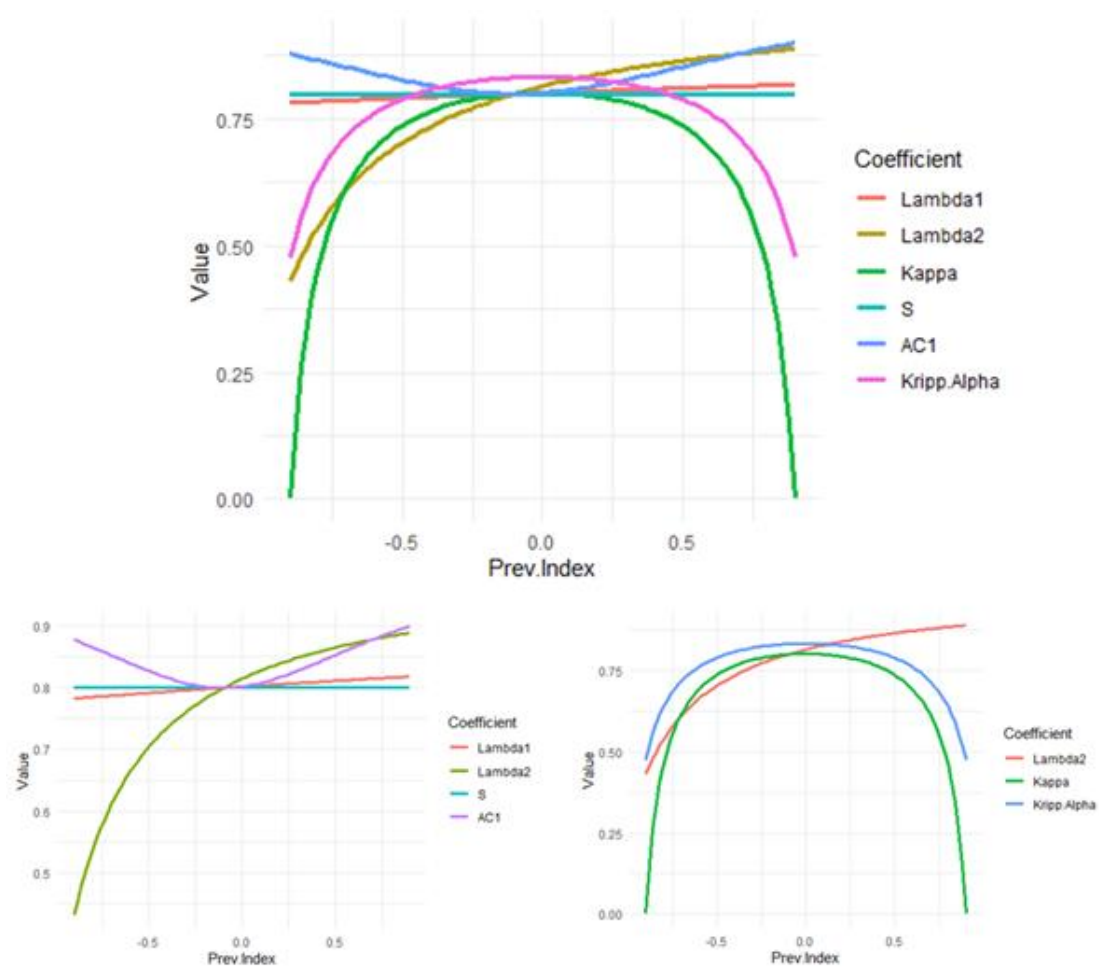 Value
0.75
0.50
0.25
0.00
-0.5 0.0 0.5
Prev.Index
Coefficient
Lambda1
Lambda2
Kappa
S
AC1
Kripp.Alpha
Value
0.9
0.8
0.7
0.6
0.5
-0.5 0.0 0.5
Prev.Index
Coefficient
Lambda1
Lambda2
S
AC1
Value
0.75
0.50
0.25
0.00
-0.5 0.0 0.5
Prev.Index
Coefficient
Lambda2
Kappa
Kripp.Alpha